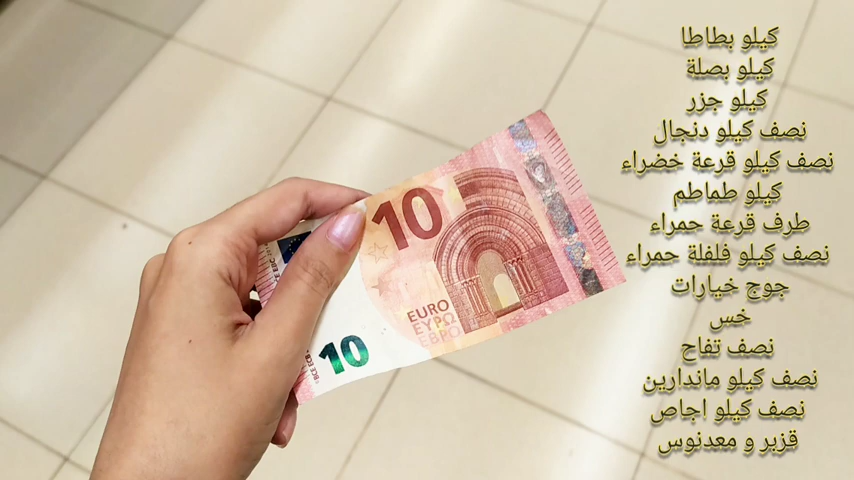 كيلو بطاطا
كيلو بصلة
كيلو جزر
نصف كيلو دنجال
نصف كيلو قرعة خضراء
كيلو طماطم
طرف قرعة حمراء
نصف كيلو فلفلة حمراء
جوج خيارات
خس
نصف تفاح
نصف كيلو ماندارين
نصف كيلو اجاص
قزبر و معدنوس
10
EURO
ΕΥΡΩ
ЕВРО
10